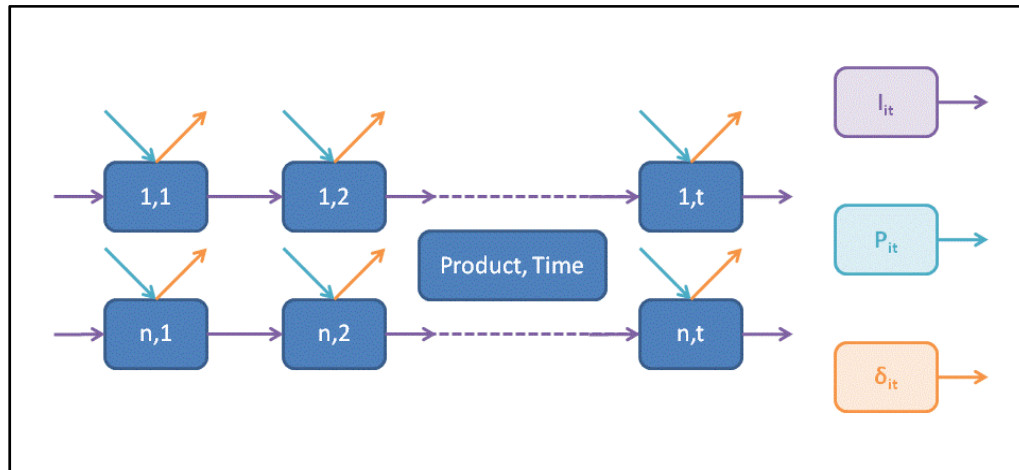 1,1
1,2
1,t
Product, Time
n,1
n,2
n,t
I_it
P_it
δ_it